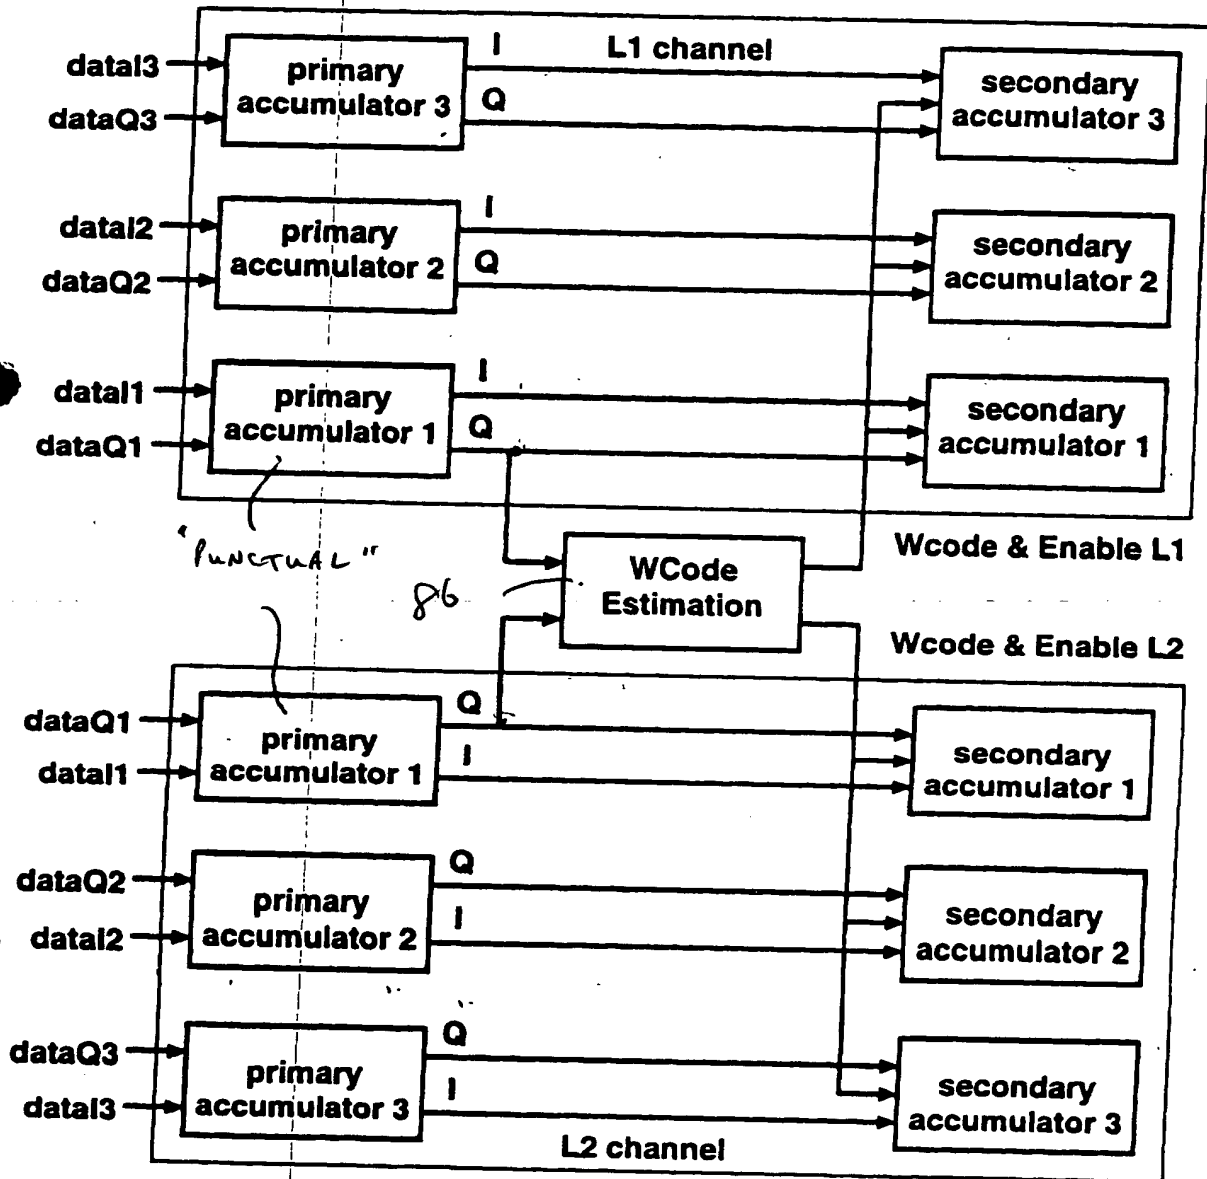 I
L1 channel
dataI3
primary
accumulator 3
Q
dataQ3
secondary
accumulator 3
I
dataI2
primary
accumulator 2
Q
dataQ2
secondary
accumulator 2
I
dataI1
primary
accumulator 1
Q
dataQ1
secondary
accumulator 1
"PUNCTUAL"
86
WCode
Estimation
Wcode & Enable L1
Wcode & Enable L2
dataQ1
primary
accumulator 1
Q
I
dataI1
secondary
accumulator 1
dataQ2
primary
accumulator 2
Q
I
dataI2
secondary
accumulator 2
dataQ3
primary
accumulator 3
Q
I
dataI3
secondary
accumulator 3
L2 channel